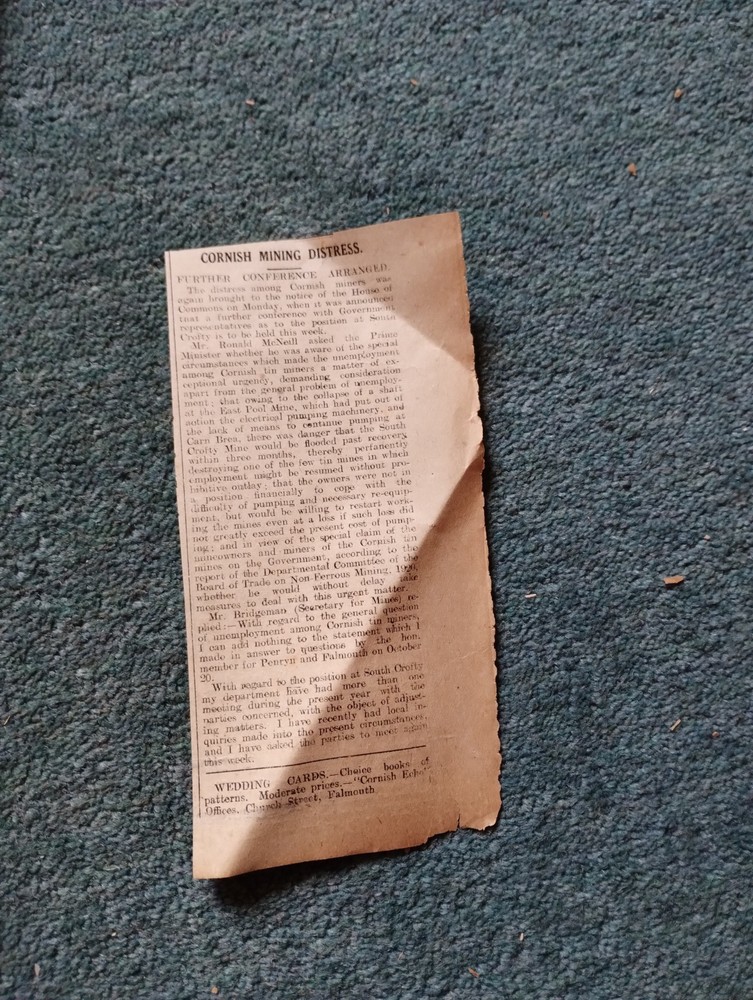 CORNISH MINING DISTRESS.
FURTHER CONFERENCE ARRANGED.
The distress among Cornish miners was
again brought to the notice of the House of
Commons on Monday, when it was announced
that a further conference with Government
representatives as to the position at South
Crofty is to be held this week.
Mr. Ronald McNeill asked the Prime
Minister whether he was aware of the special
circumstances which made the unemployment
among Cornish tin miners a matter of ex-
ceptional urgency, demanding consideration
apart from the general problem of unemploy-
ment; that owing to the collapse of a shaft
at the East Pool Mine, which had put out of
action the electrical pumping machinery, and
the lack of means to continue pumping at
Carn Brea, there was danger that the South
Crofty Mine would be flooded past recovery
within three months, thereby
destroying one of the few tin mines in which
employment might be resumed without pro-
hibitive outlay; that the owners were not in
a position financially to cope with the
difficulty of pumping and necessary re-equip-
ment, but would be willing to restart work-
ing the mines even at a loss if such loss did
not greatly exceed the present cost of pump-
ing; and in view of the special claim of the
mineowners and miners of the Cornish tin
mines on the Government, according to the
report of the Departmental Committee of the
Board of Trade on Non-Ferrous Mining,
whether he would without delay take
measures to deal with this urgent matter.
Mr. Bridgeman (Secretary for Mines) re-
plied:—With regard to the general question
of unemployment among Cornish tin miners,
I can add nothing to the statement which I
made in answer to questions by the hon.
member for Penryn and Falmouth on October
20.
With regard to the position at South Crofty
my department have had more than one
meeting during the present year with the
parties concerned, with the object of adjust-
ing matters. I have recently had local in-
quiries made into the present circumstances,
and I have asked the parties to meet again
this week.
WEDDING CARDS.—Choice books of
patterns. Moderate prices.—"Cornish Echo"
Offices, Church Street, Falmouth.